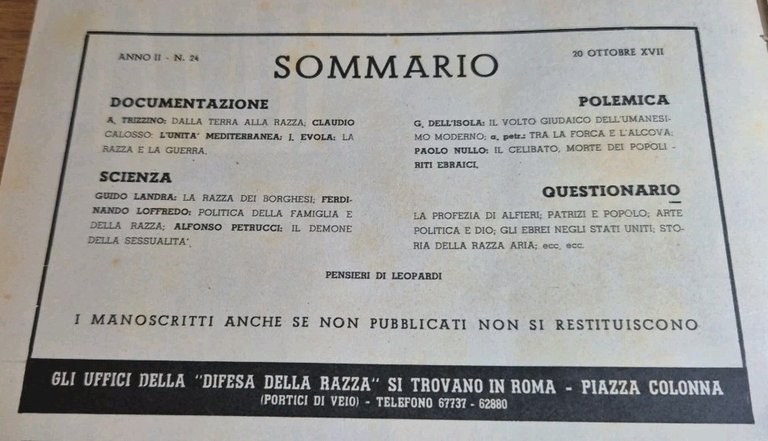 ANNO II - N. 24
SOMMARIO
20 OTTOBRE XVII
DOCUMENTAZIONE
A. TRIZZINO: DALLA TERRA ALLA RAZZA; CLAUDIO
CALOSSO: L'UNITA' MEDITERRANEA; J. EVOLA: LA
RAZZA E LA GUERRA.
SCIENZA
GUIDO LANDRA: LA RAZZA DEI BORGHESI; FERDI-
NANDO LOFFREDO: POLITICA DELLA FAMIGLIA E
DELLA RAZZA; ALFONSO PETRUCCI: IL DEMONE
DELLA SESSUALITA'.
POLEMICA
G. DELL'ISOLA: IL VOLTO GIUDAICO DELL'UMANESI-
MO MODERNO; a. petr.: TRA LA FORCA E L'ALCOVA;
PAOLO NULLO: IL CELIBATO, MORTE DEI POPOLI -
RITI EBRAICI.
QUESTIONARIO
LA PROFEZIA DI ALFIERI; PATRIZI E POPOLO; ARTE
POLITICA E DIO; GLI EBREI NEGLI STATI UNITI; STO-
RIA DELLA RAZZA ARIA; ecc. ecc.
PENSIERI DI LEOPARDI
I MANOSCRITTI ANCHE SE NON PUBBLICATI NON SI RESTITUISCONO
GLI UFFICI DELLA "DIFESA DELLA RAZZA" SI TROVANO IN ROMA - PIAZZA COLONNA
(PORTICI DI VEIO) - TELEFONO 67737 - 62880